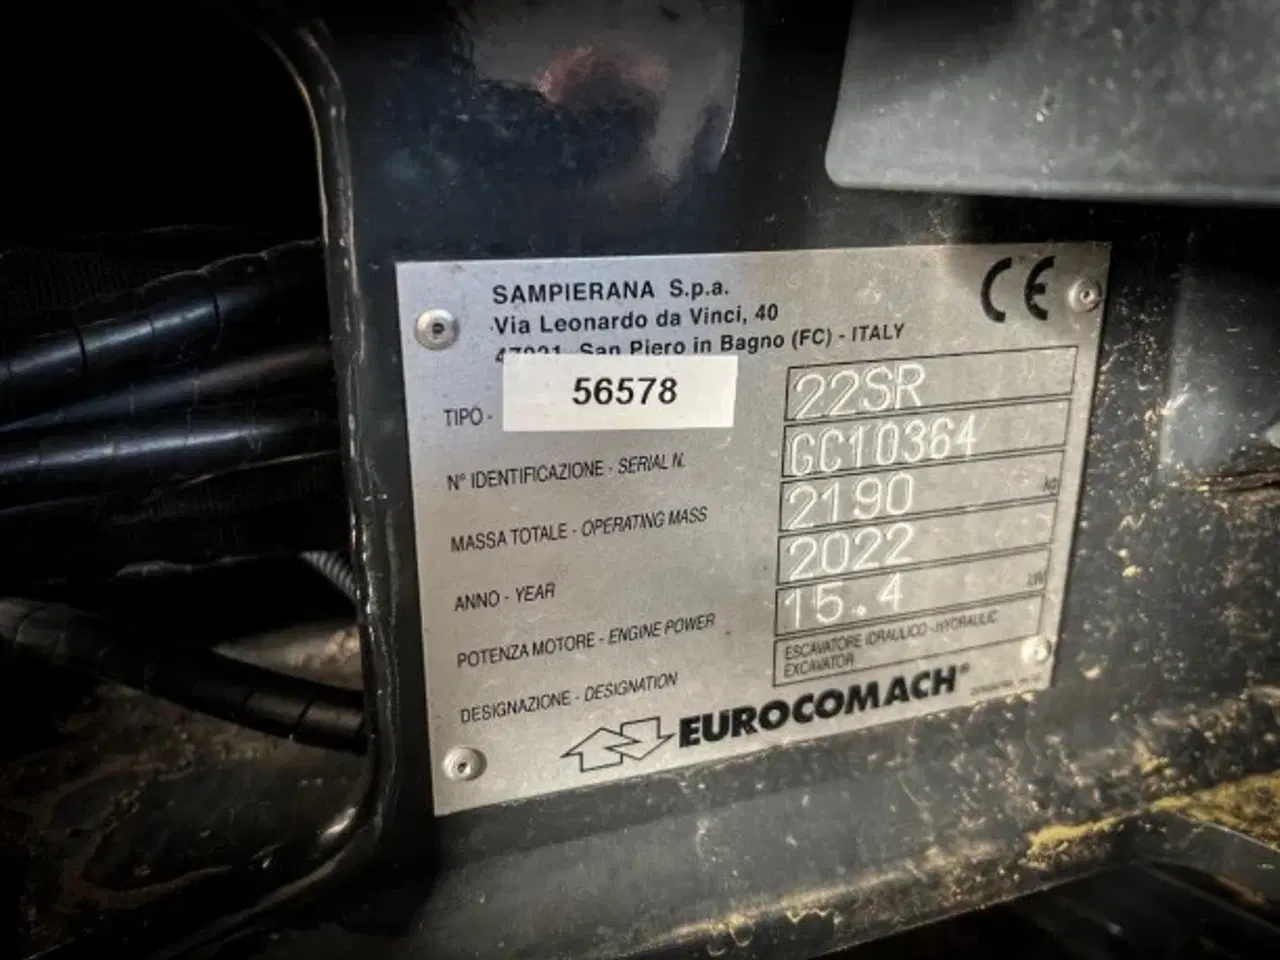 SAMPIERANA S.p.a.
Via Leonardo da Vinci, 40
47021 San Piero in Bagno (FC) - ITALY
CE
56578
TIPO -
22SR
N° IDENTIFICAZIONE - SERIAL N.
GC10364
MASSA TOTALE - OPERATING MASS
2190 kg
ANNO - YEAR
2022
POTENZA MOTORE - ENGINE POWER
15.4 kW
DESIGNAZIONE - DESIGNATION
ESCAVATORE IDRAULICO - HYDRAULIC
EXCAVATOR
EUROCOMACH®